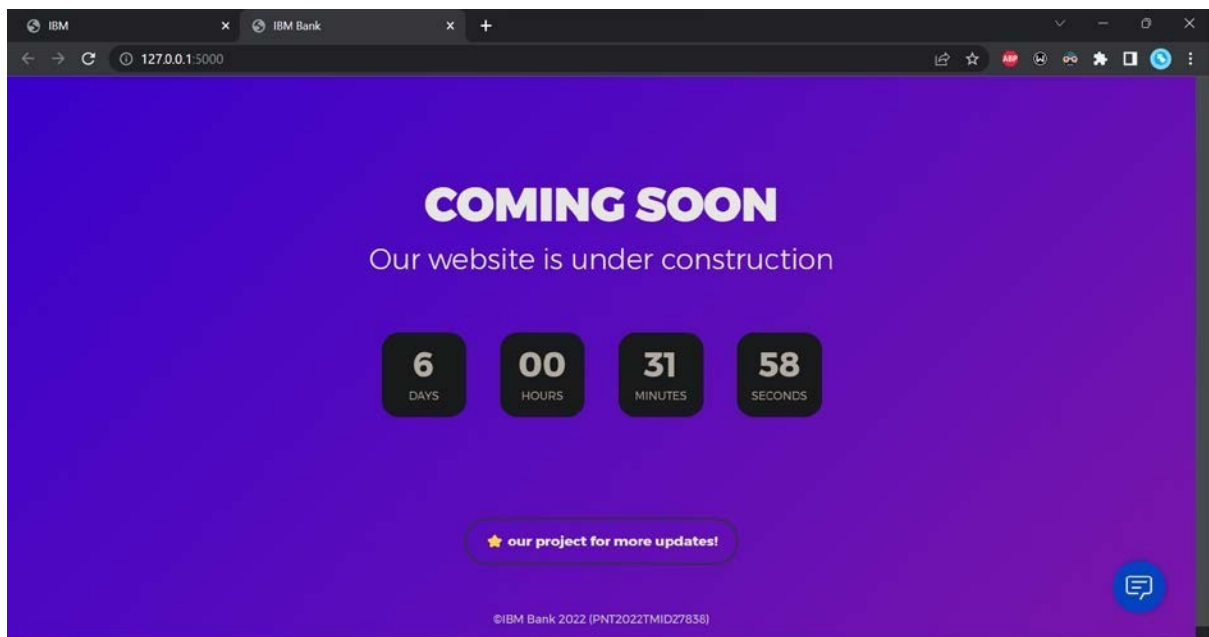 IBM
IBM Bank
127.0.0.1:5000
ABP
COMING SOON
Our website is under construction
6 00 31 58
DAYS HOURS MINUTES SECONDS
⭐ our project for more updates!
©IBM Bank 2022 (PNT2022TMID27838)